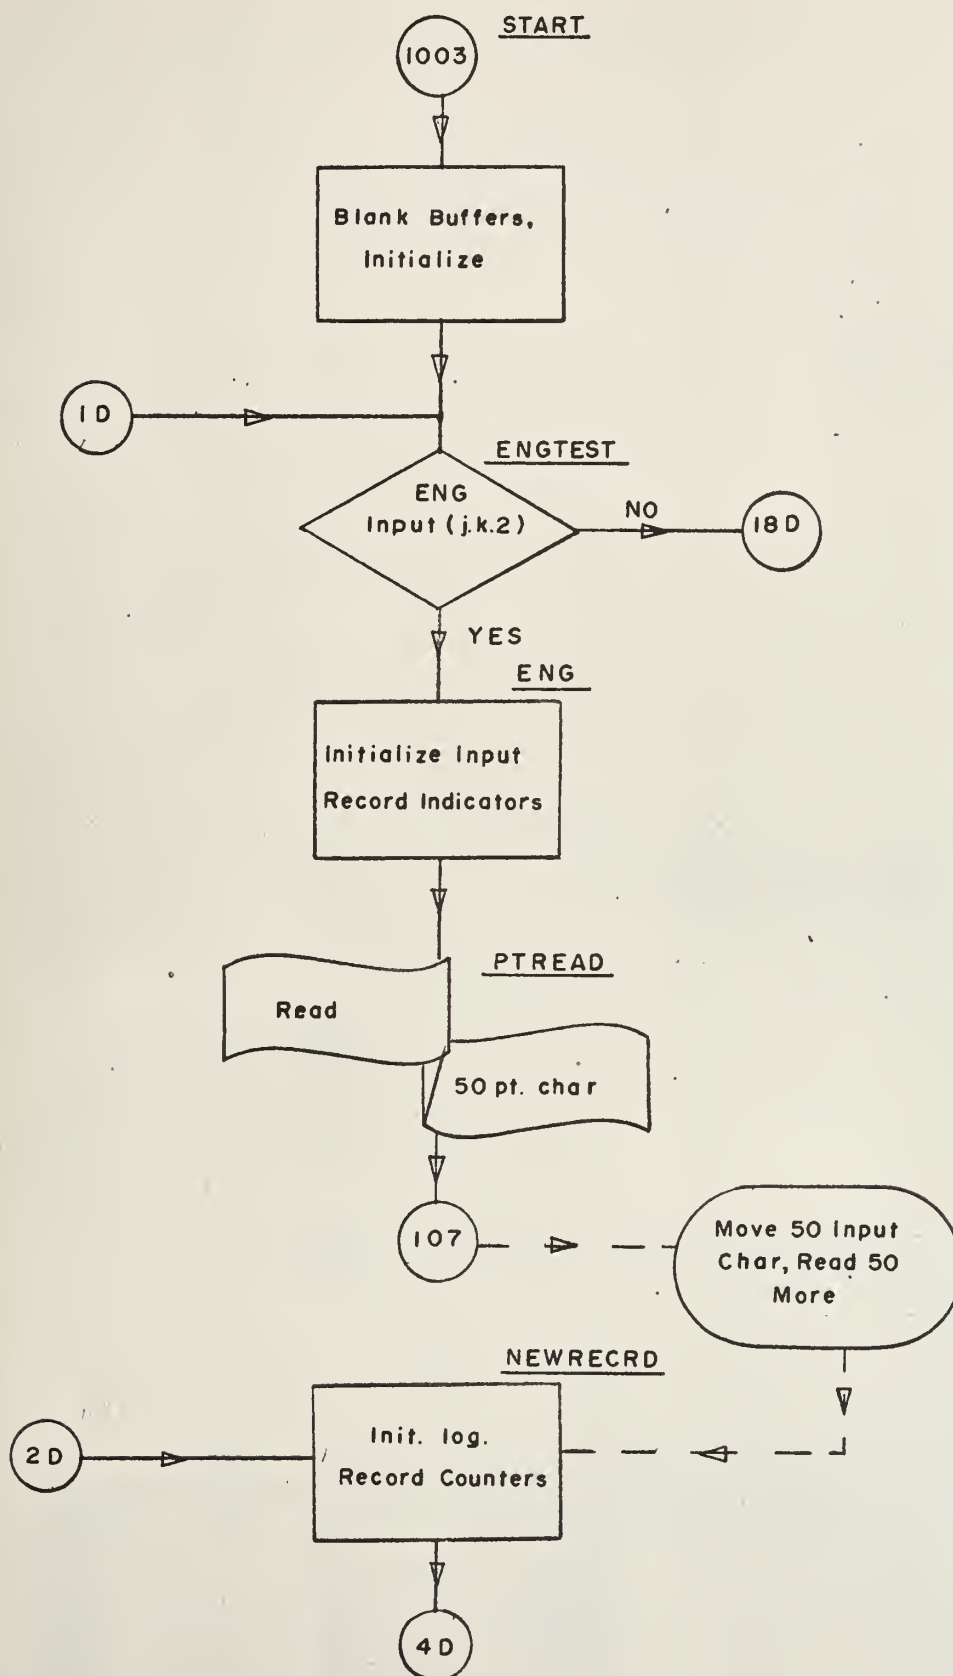 START
1003
Blank Buffers,
Initialize
1D
ENGTEST
ENG
Input (j.k.2)
NO
18D
YES
ENG
Initialize Input
Record Indicators
PTREAD
Read
50 pt. char
107
Move 50 Input
Char, Read 50
More
NEWRECRD
2D
Init. log.
Record Counters
4D